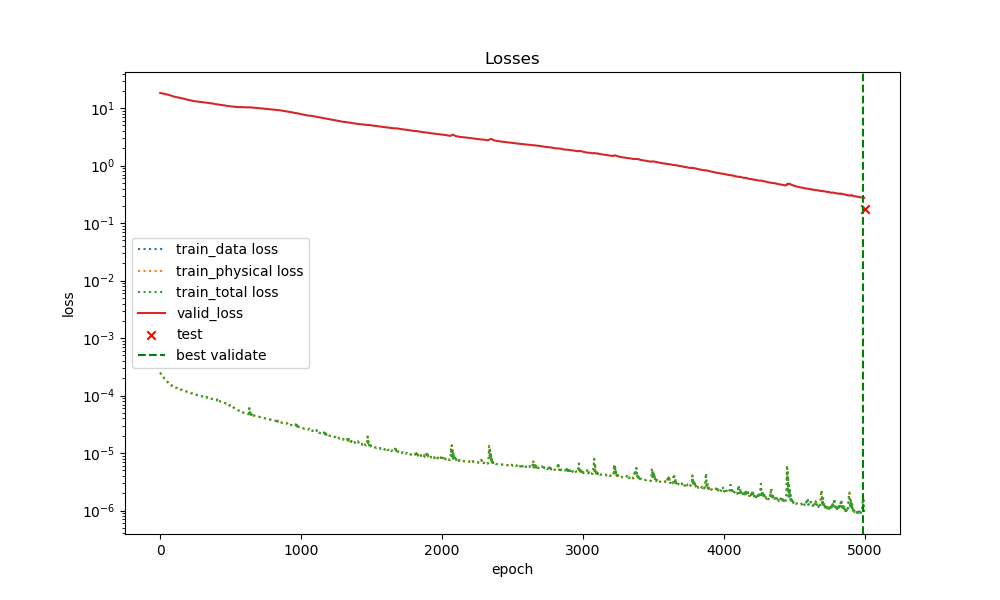 Losses
10¹
10⁰
10⁻¹
10⁻²
10⁻³
10⁻⁴
10⁻⁵
10⁻⁶
loss
train_data loss
train_physical loss
train_total loss
valid_loss
test
best validate
0 1000 2000 3000 4000 5000
epoch